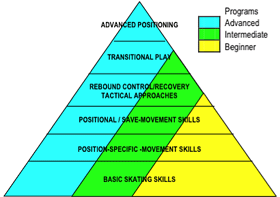 ADVANCED POSITIONING
TRANSITIONAL PLAY
REBOUND CONTROL/RECOVERY
TACTICAL APPROACHES
POSITIONAL / SAVE-MOVEMENT SKILLS
POSITION-SPECIFIC -MOVEMENT SKILLS
BASIC SKATING SKILLS
Programs
Advanced
Intermediate
Beginner